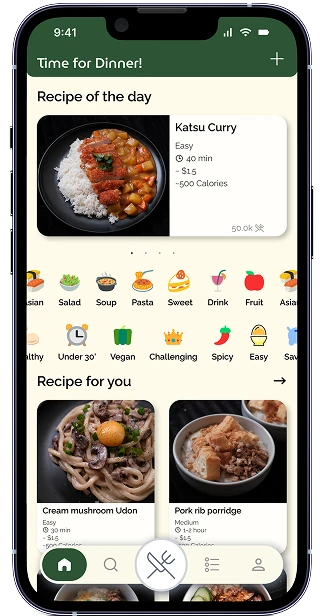 9:41
Time for Dinner!
Recipe of the day
Katsu Curry
Easy
40 min
~ $1.5
~500 Calories
50.0k
Salad Soup Pasta Sweet Drink Fruit
Under 30' Vegan Challenging Spicy Easy
Recipe for you →
Cream mushroom Udon Pork rib porridge
Easy Medium
30 min 1-2 hour
~ $1.5 ~ $1.5